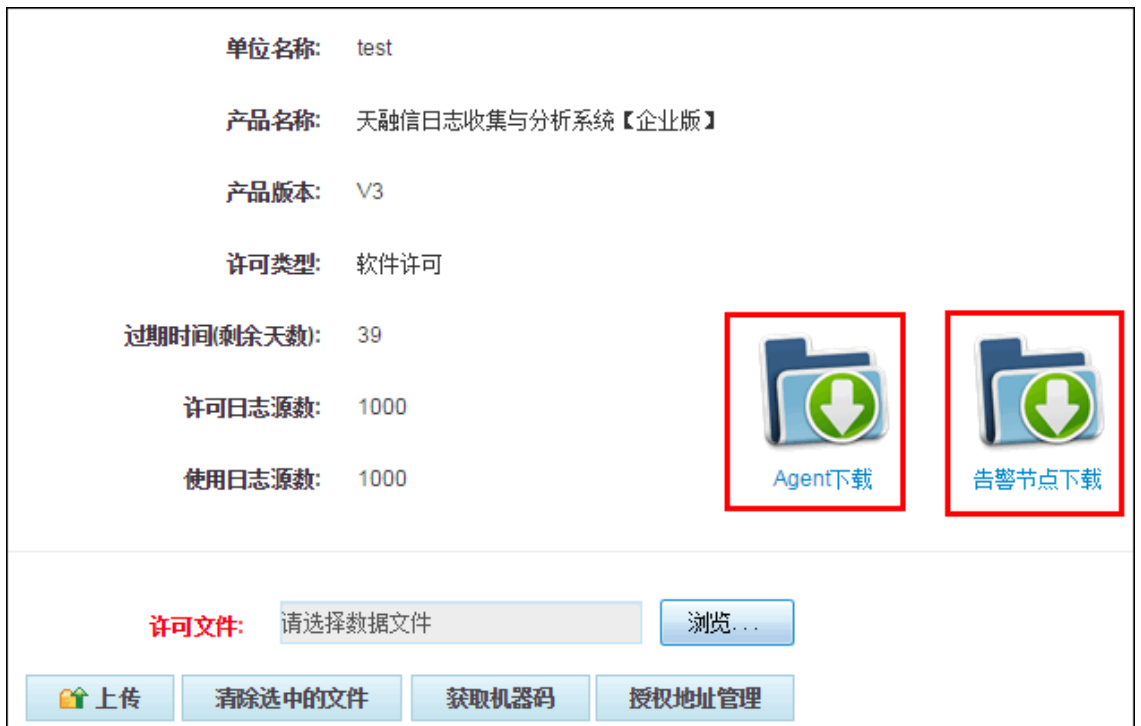 单位名称: test
产品名称: 天融信日志收集与分析系统【企业版】
产品版本: V3
许可类型: 软件许可
过期时间(剩余天数): 39
许可日志源数: 1000
使用日志源数: 1000
Agent下载 告警节点下载
许可文件: 请选择数据文件 浏览...
上传 清除选中的文件 获取机器码 授权地址管理